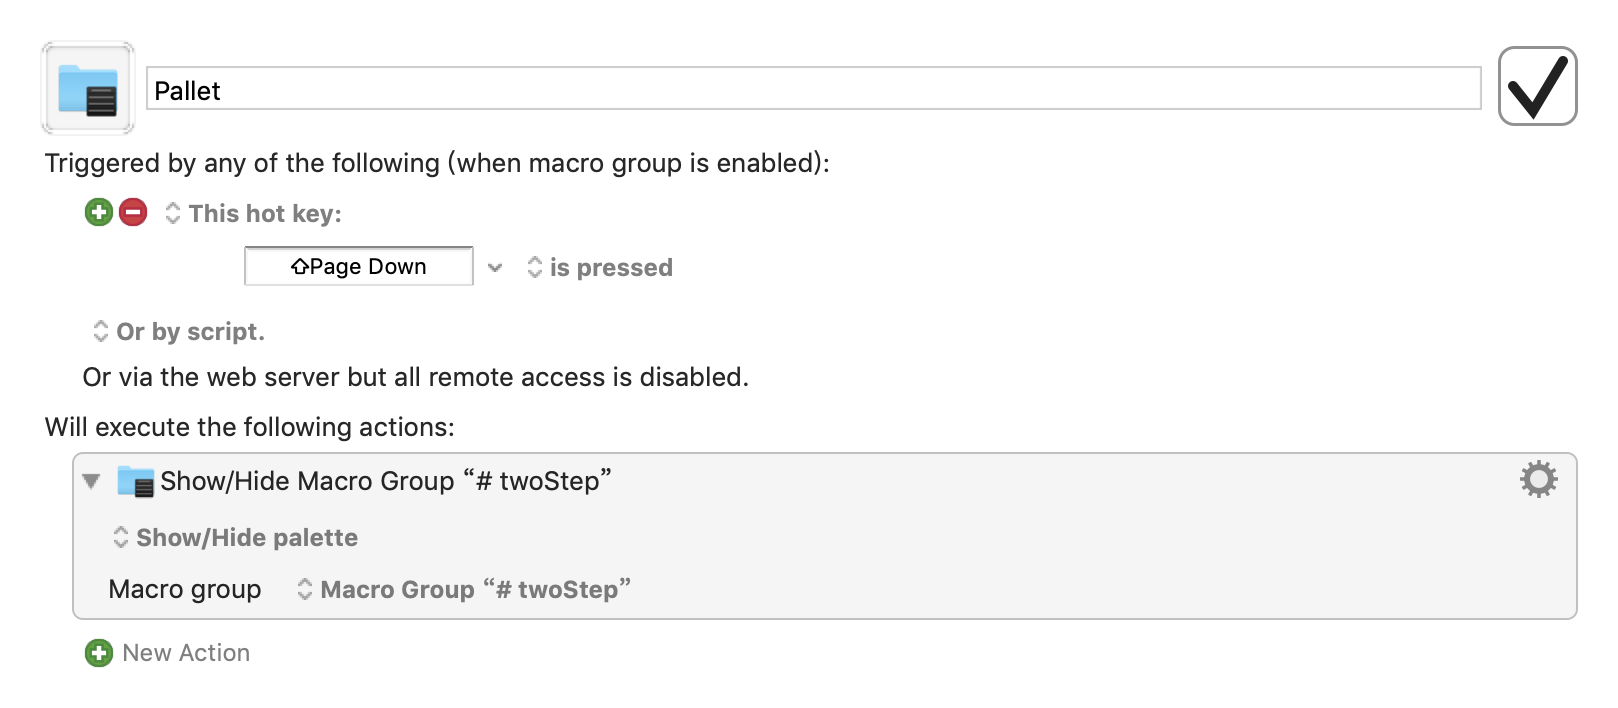 Pallet
Triggered by any of the following (when macro group is enabled):
This hot key:
⇧Page Down is pressed
Or by script.
Or via the web server but all remote access is disabled.
Will execute the following actions:
Show/Hide Macro Group “# twoStep”
Show/Hide palette
Macro group Macro Group “# twoStep”
New Action